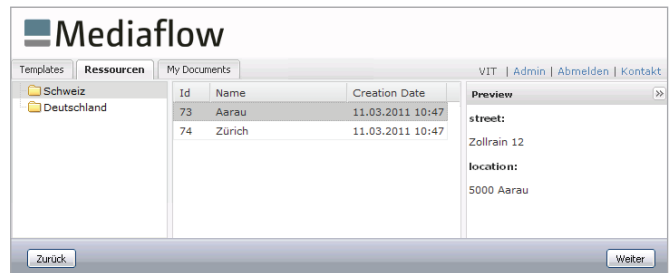 Mediaflow
Templates Ressourcen My Documents VIT | Admin | Abmelden | Kontakt
Schweiz
Deutschland
Id Name Creation Date
73 Aarau 11.03.2011 10:47
74 Zürich 11.03.2011 10:47
Preview »
street:
Zollrain 12
location:
5000 Aarau
Zurück Weiter